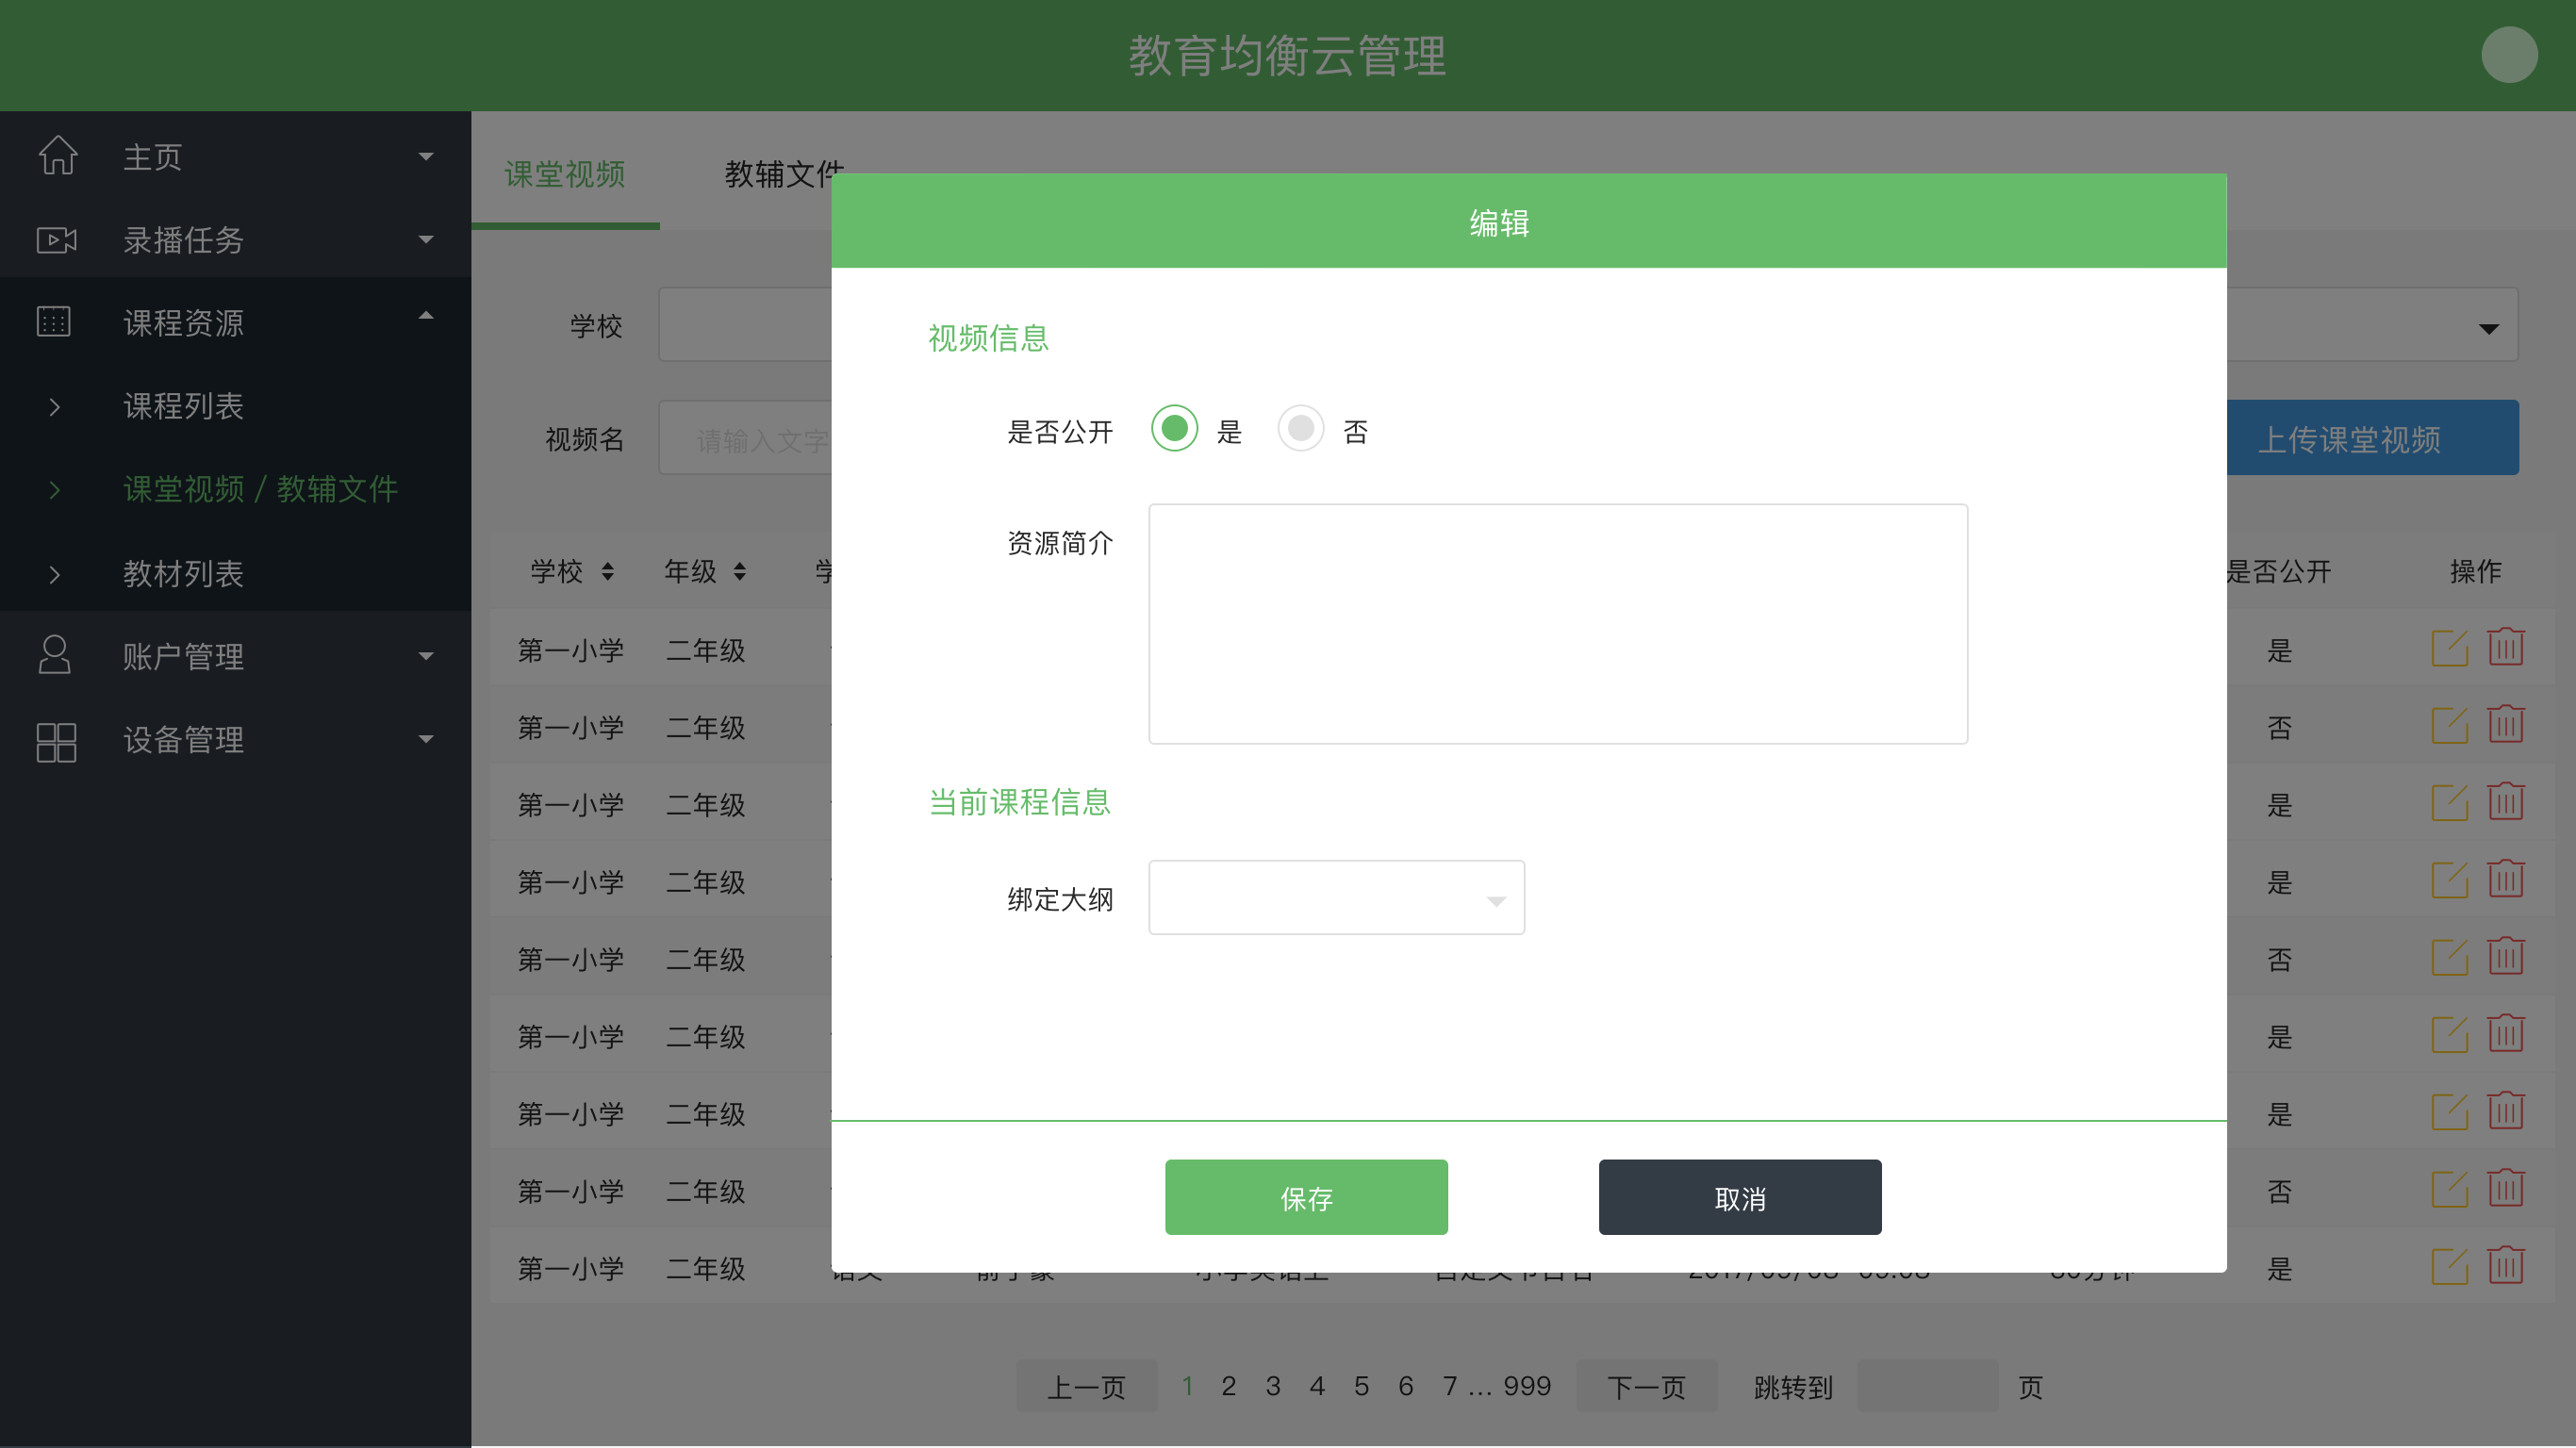 教育均衡云管理
主页
录播任务
课程资源
课程列表
课堂视频 / 教辅文件
教材列表
账户管理
设备管理
课堂视频 教辅文件
学校
视频名 请输入文字
上传课堂视频
学校 年级 是否公开 操作
第一小学 二年级 是
第一小学 二年级 否
第一小学 二年级 是
第一小学 二年级 是
第一小学 二年级 否
第一小学 二年级 是
第一小学 二年级 是
第一小学 二年级 否
第一小学 二年级 是
编辑
视频信息
是否公开 是 否
资源简介
当前课程信息
绑定大纲
保存 取消
上一页 1 2 3 4 5 6 7 ... 999 下一页 跳转到 页